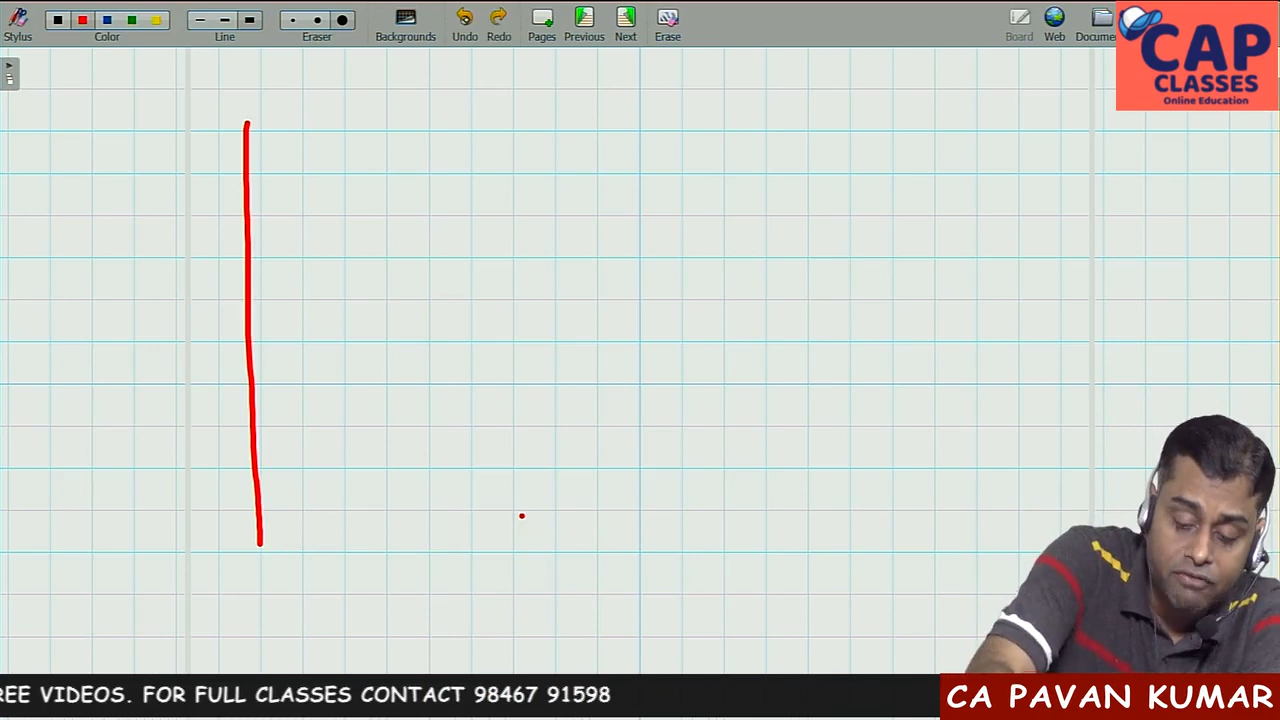 Stylus Color Line Eraser Backgrounds Undo Redo Pages Previous Next Erase Board Web Documen
CAP
CLASSES
Online Education
REE VIDEOS. FOR FULL CLASSES CONTACT 98467 91598
CA PAVAN KUMAR